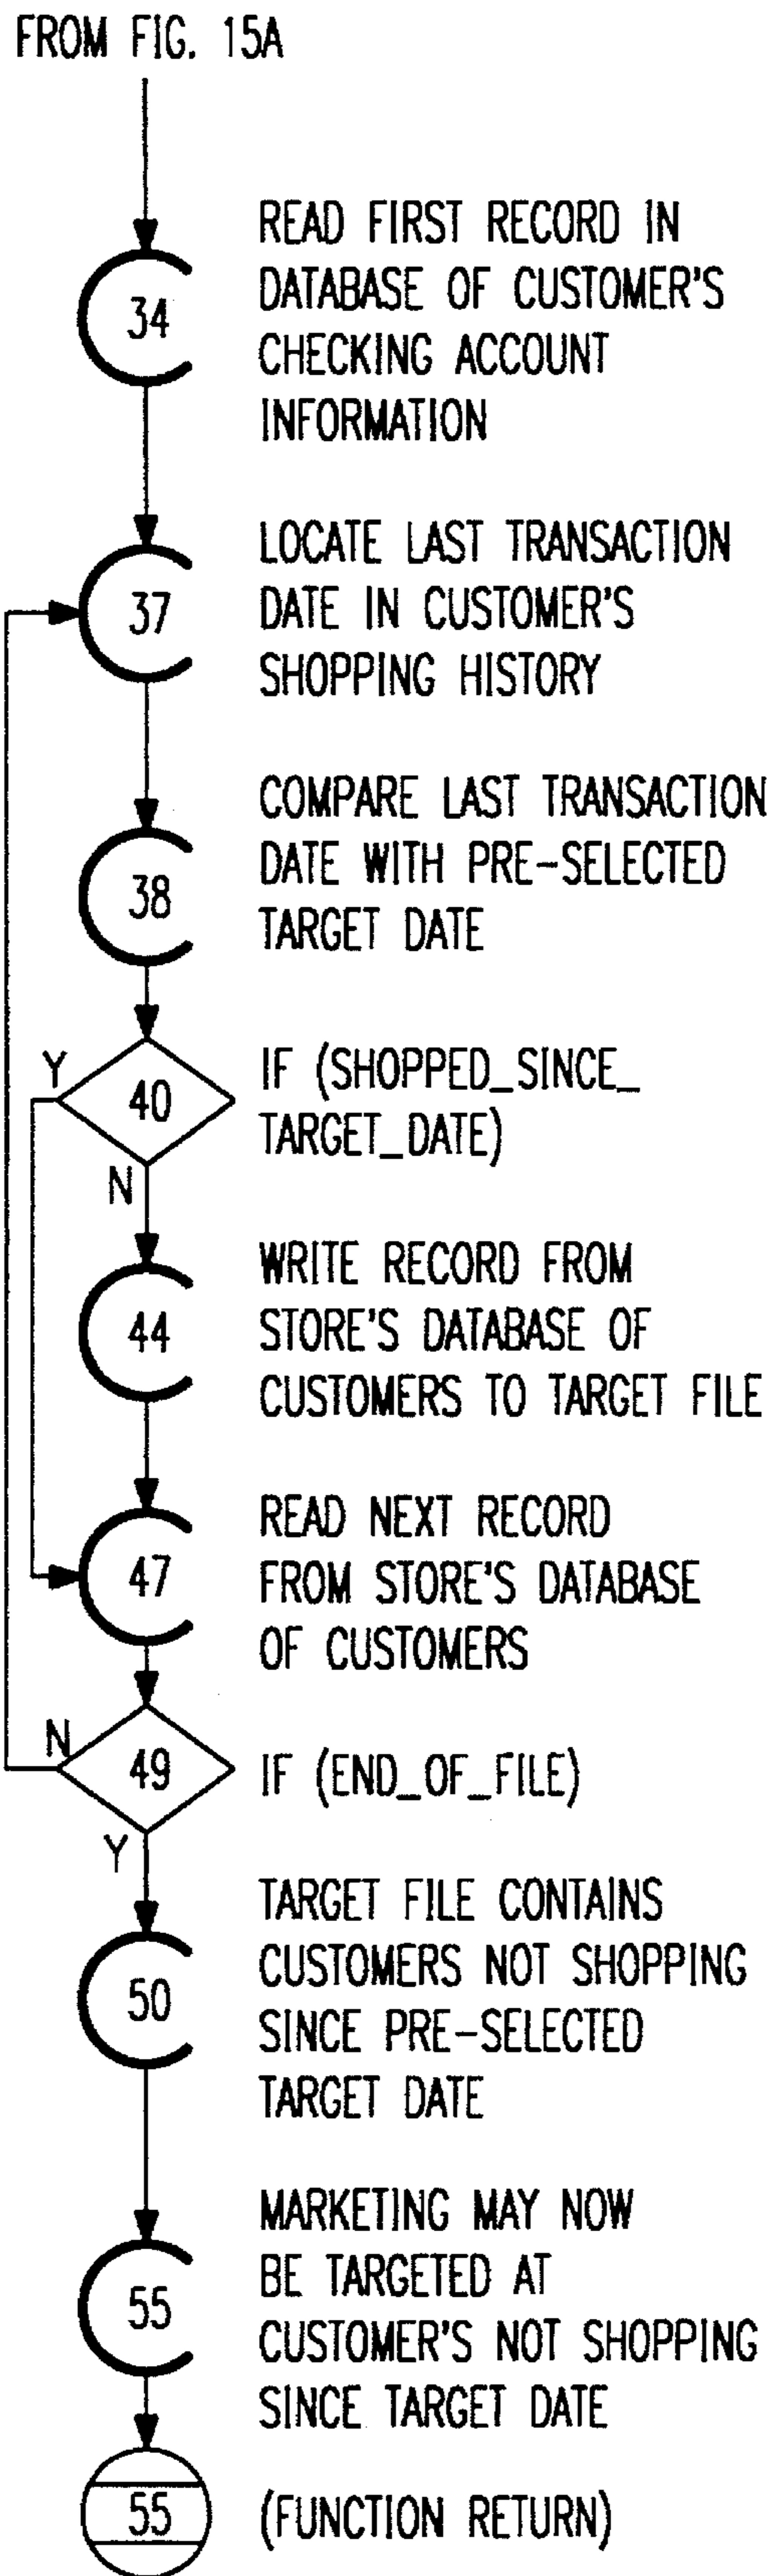 FROM FIG. 15A
34
READ FIRST RECORD IN
DATABASE OF CUSTOMER'S
CHECKING ACCOUNT
INFORMATION
37
LOCATE LAST TRANSACTION
DATE IN CUSTOMER'S
SHOPPING HISTORY
38
COMPARE LAST TRANSACTION
DATE WITH PRE-SELECTED
TARGET DATE
Y
40
N
IF (SHOPPED_SINCE_
TARGET_DATE)
44
WRITE RECORD FROM
STORE'S DATABASE OF
CUSTOMERS TO TARGET FILE
47
READ NEXT RECORD
FROM STORE'S DATABASE
OF CUSTOMERS
N
49
Y
IF (END_OF_FILE)
50
TARGET FILE CONTAINS
CUSTOMERS NOT SHOPPING
SINCE PRE-SELECTED
TARGET DATE
55
MARKETING MAY NOW
BE TARGETED AT
CUSTOMER'S NOT SHOPPING
SINCE TARGET DATE
55
(FUNCTION RETURN)